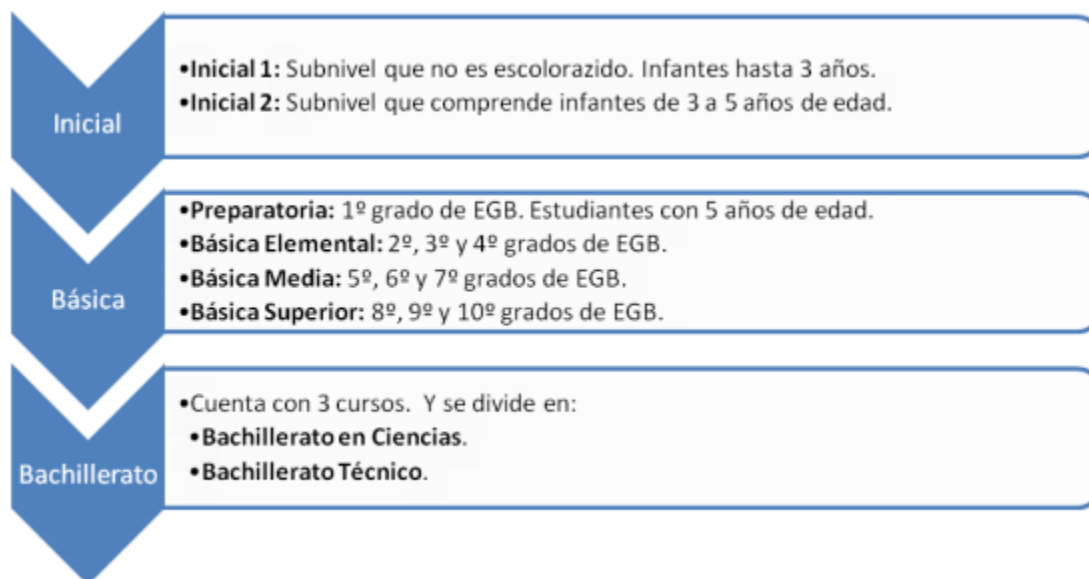 Inicial
•Inicial 1: Subnivel que no es escolorazido. Infantes hasta 3 años.
•Inicial 2: Subnivel que comprende infantes de 3 a 5 años de edad.
Básica
•Preparatoria: 1º grado de EGB. Estudiantes con 5 años de edad.
•Básica Elemental: 2º, 3º y 4º grados de EGB.
•Básica Media: 5º, 6º y 7º grados de EGB.
•Básica Superior: 8º, 9º y 10º grados de EGB.
Bachillerato
•Cuenta con 3 cursos. Y se divide en:
•Bachillerato en Ciencias.
•Bachillerato Técnico.